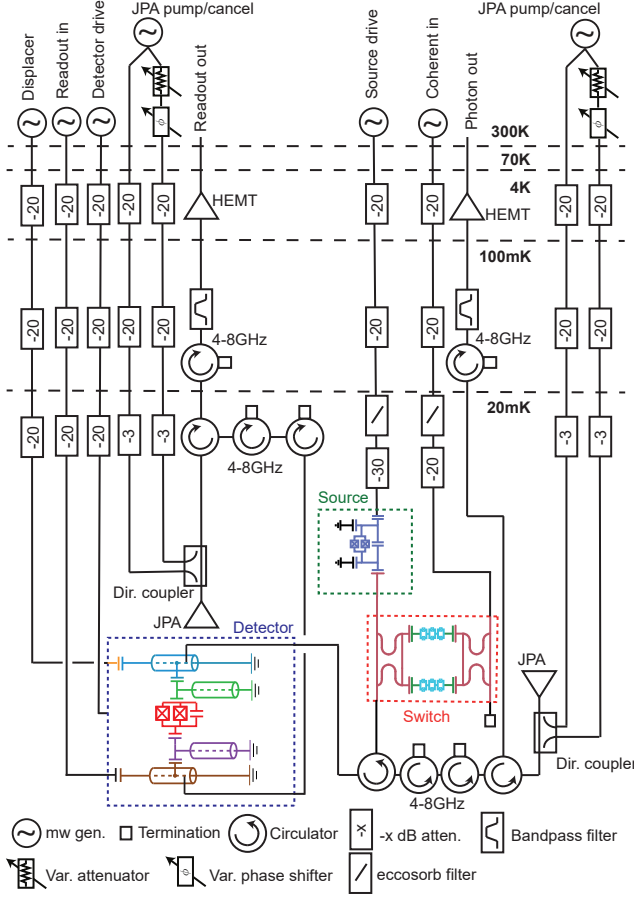 JPA pump/cancel
JPA pump/cancel
Displacer
Readout in
Detector drive
Readout out
Source drive
Coherent in
Photon out
ϕ
ϕ
300K
70K
4K
-20
-20
-20
-20
-20
HEMT
-20
-20
HEMT
-20
-20
100mK
-20
-20
-20
-20
-20
4-8GHz
-20
-20
4-8GHz
-20
-20
20mK
-20
-20
-20
-3
-3
4-8GHz
-30
-20
-3
-3
Source
Dir. coupler
JPA
Detector
JPA
Switch
Dir. coupler
4-8GHz
mw gen.
Termination
Circulator
-x
-x dB atten.
Bandpass filter
Var. attenuator
ϕ
Var. phase shifter
eccosorb filter